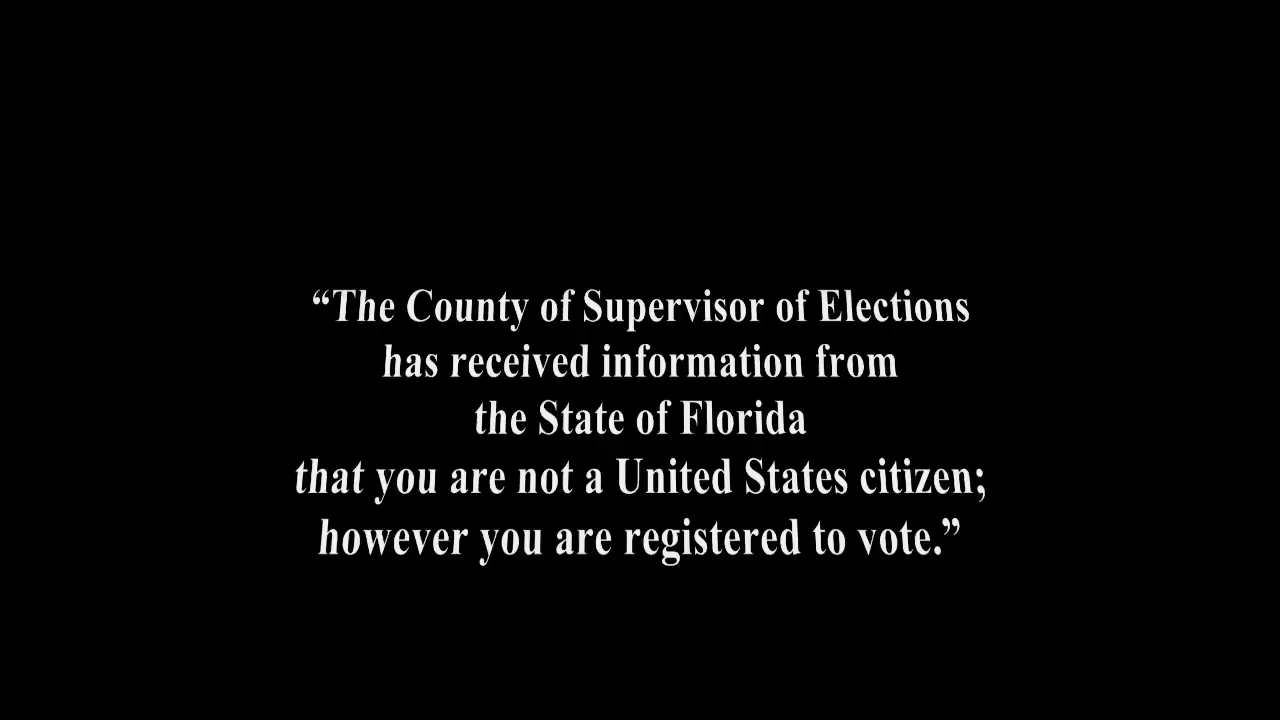 “The County of Supervisor of Elections
has received information from
the State of Florida
that you are not a United States citizen;
however you are registered to vote.”